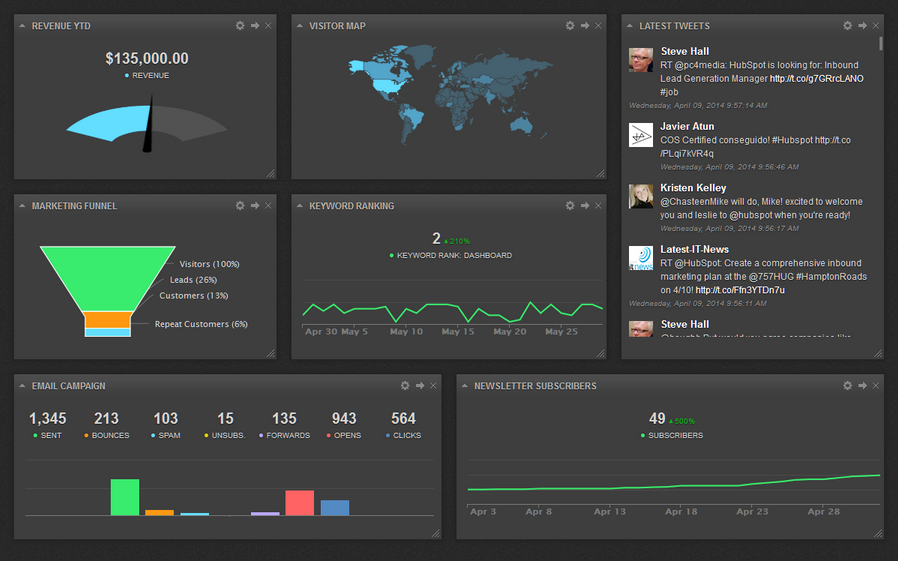 REVENUE YTD
$135,000.00
REVENUE
VISITOR MAP
LATEST TWEETS
Steve Hall
RT @pc4media: HubSpot is looking for: Inbound
Lead Generation Manager http://t.co/g7GRrcLANO
#job
Wednesday, April 09, 2014 9:57:14 AM
Javier Atun
COS Certified conseguido! #Hubspot http://t.co
/PLqi7kVR4q
Wednesday, April 09, 2014 9:56:46 AM
Kristen Kelley
@ChasteenMike will do, Mike! excited to welcome
you and leslie to @hubspot when you're ready!
Wednesday, April 09, 2014 9:56:17 AM
Latest-IT-News
RT @HubSpot: Create a comprehensive inbound
marketing plan at the @757HUG #HamptonRoads
on 4/10! http://t.co/Ffn3YTDn7u
Wednesday, April 09, 2014 9:56:11 AM
Steve Hall
MARKETING FUNNEL
Visitors (100%)
Leads (26%)
Customers (13%)
Repeat Customers (6%)
KEYWORD RANKING
2 ▲210%
KEYWORD RANK: DASHBOARD
Apr 30 May 5 May 10 May 15 May 20 May 25
EMAIL CAMPAIGN
1,345 213 103 15 135 943 564
SENT BOUNCES SPAM UNSUBS. FORWARDS OPENS CLICKS
NEWSLETTER SUBSCRIBERS
49 ▲500%
SUBSCRIBERS
Apr 3 Apr 8 Apr 13 Apr 18 Apr 23 Apr 28